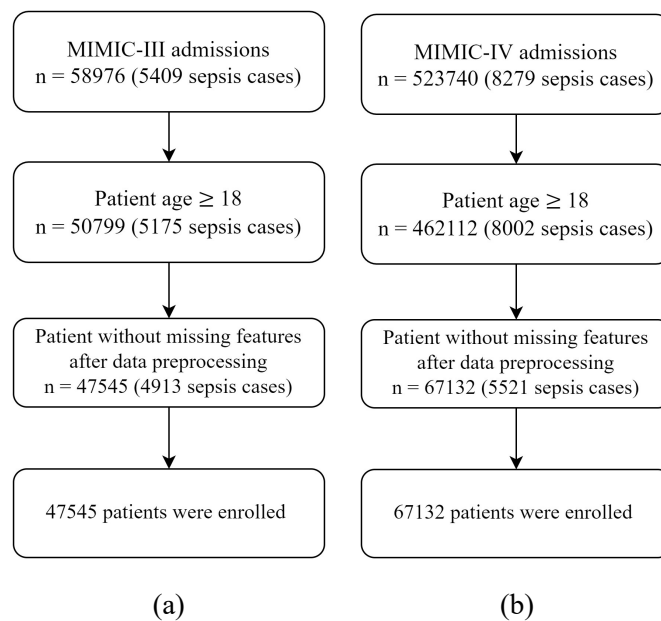 MIMIC-III admissions
n = 58976 (5409 sepsis cases)
Patient age ≥ 18
n = 50799 (5175 sepsis cases)
Patient without missing features
after data preprocessing
n = 47545 (4913 sepsis cases)
47545 patients were enrolled
(a)
MIMIC-IV admissions
n = 523740 (8279 sepsis cases)
Patient age ≥ 18
n = 462112 (8002 sepsis cases)
Patient without missing features
after data preprocessing
n = 67132 (5521 sepsis cases)
67132 patients were enrolled
(b)